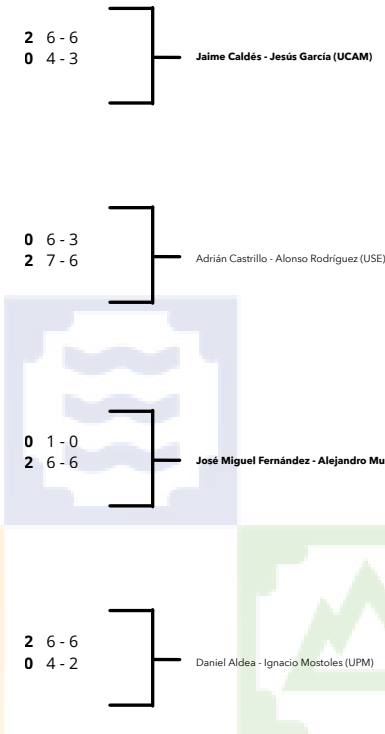 2 6 - 6
0 4 - 3
Jaime Caldés - Jesús García (UCAM)
0 6 - 3
2 7 - 6
Adrián Castrillo - Alonso Rodríguez (USE)
0 1 - 0
2 6 - 6
José Miguel Fernández - Alejandro
2 6 - 6
0 4 - 2
Daniel Aldea - Ignacio Mostoles (UPM)